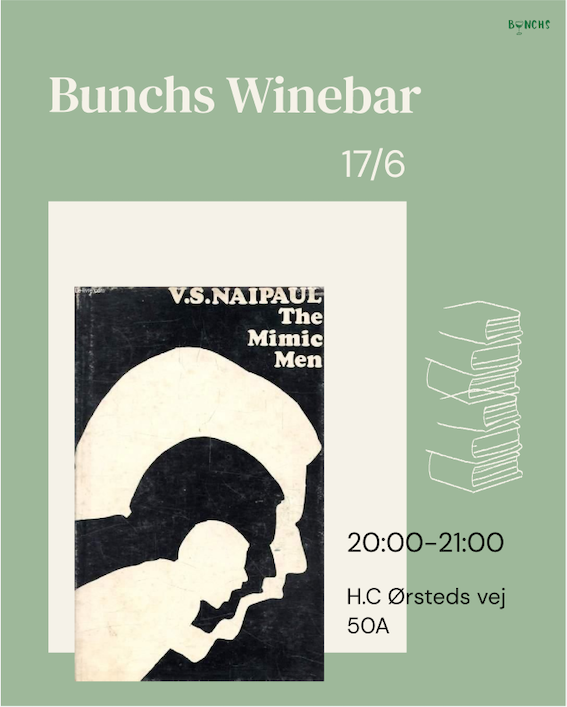 BUNCHS
Bunchs Winebar
17/6
V.S.NAIPAUL
The
Mimic
Men
20:00-21:00
H.C Ørsteds vej
50A